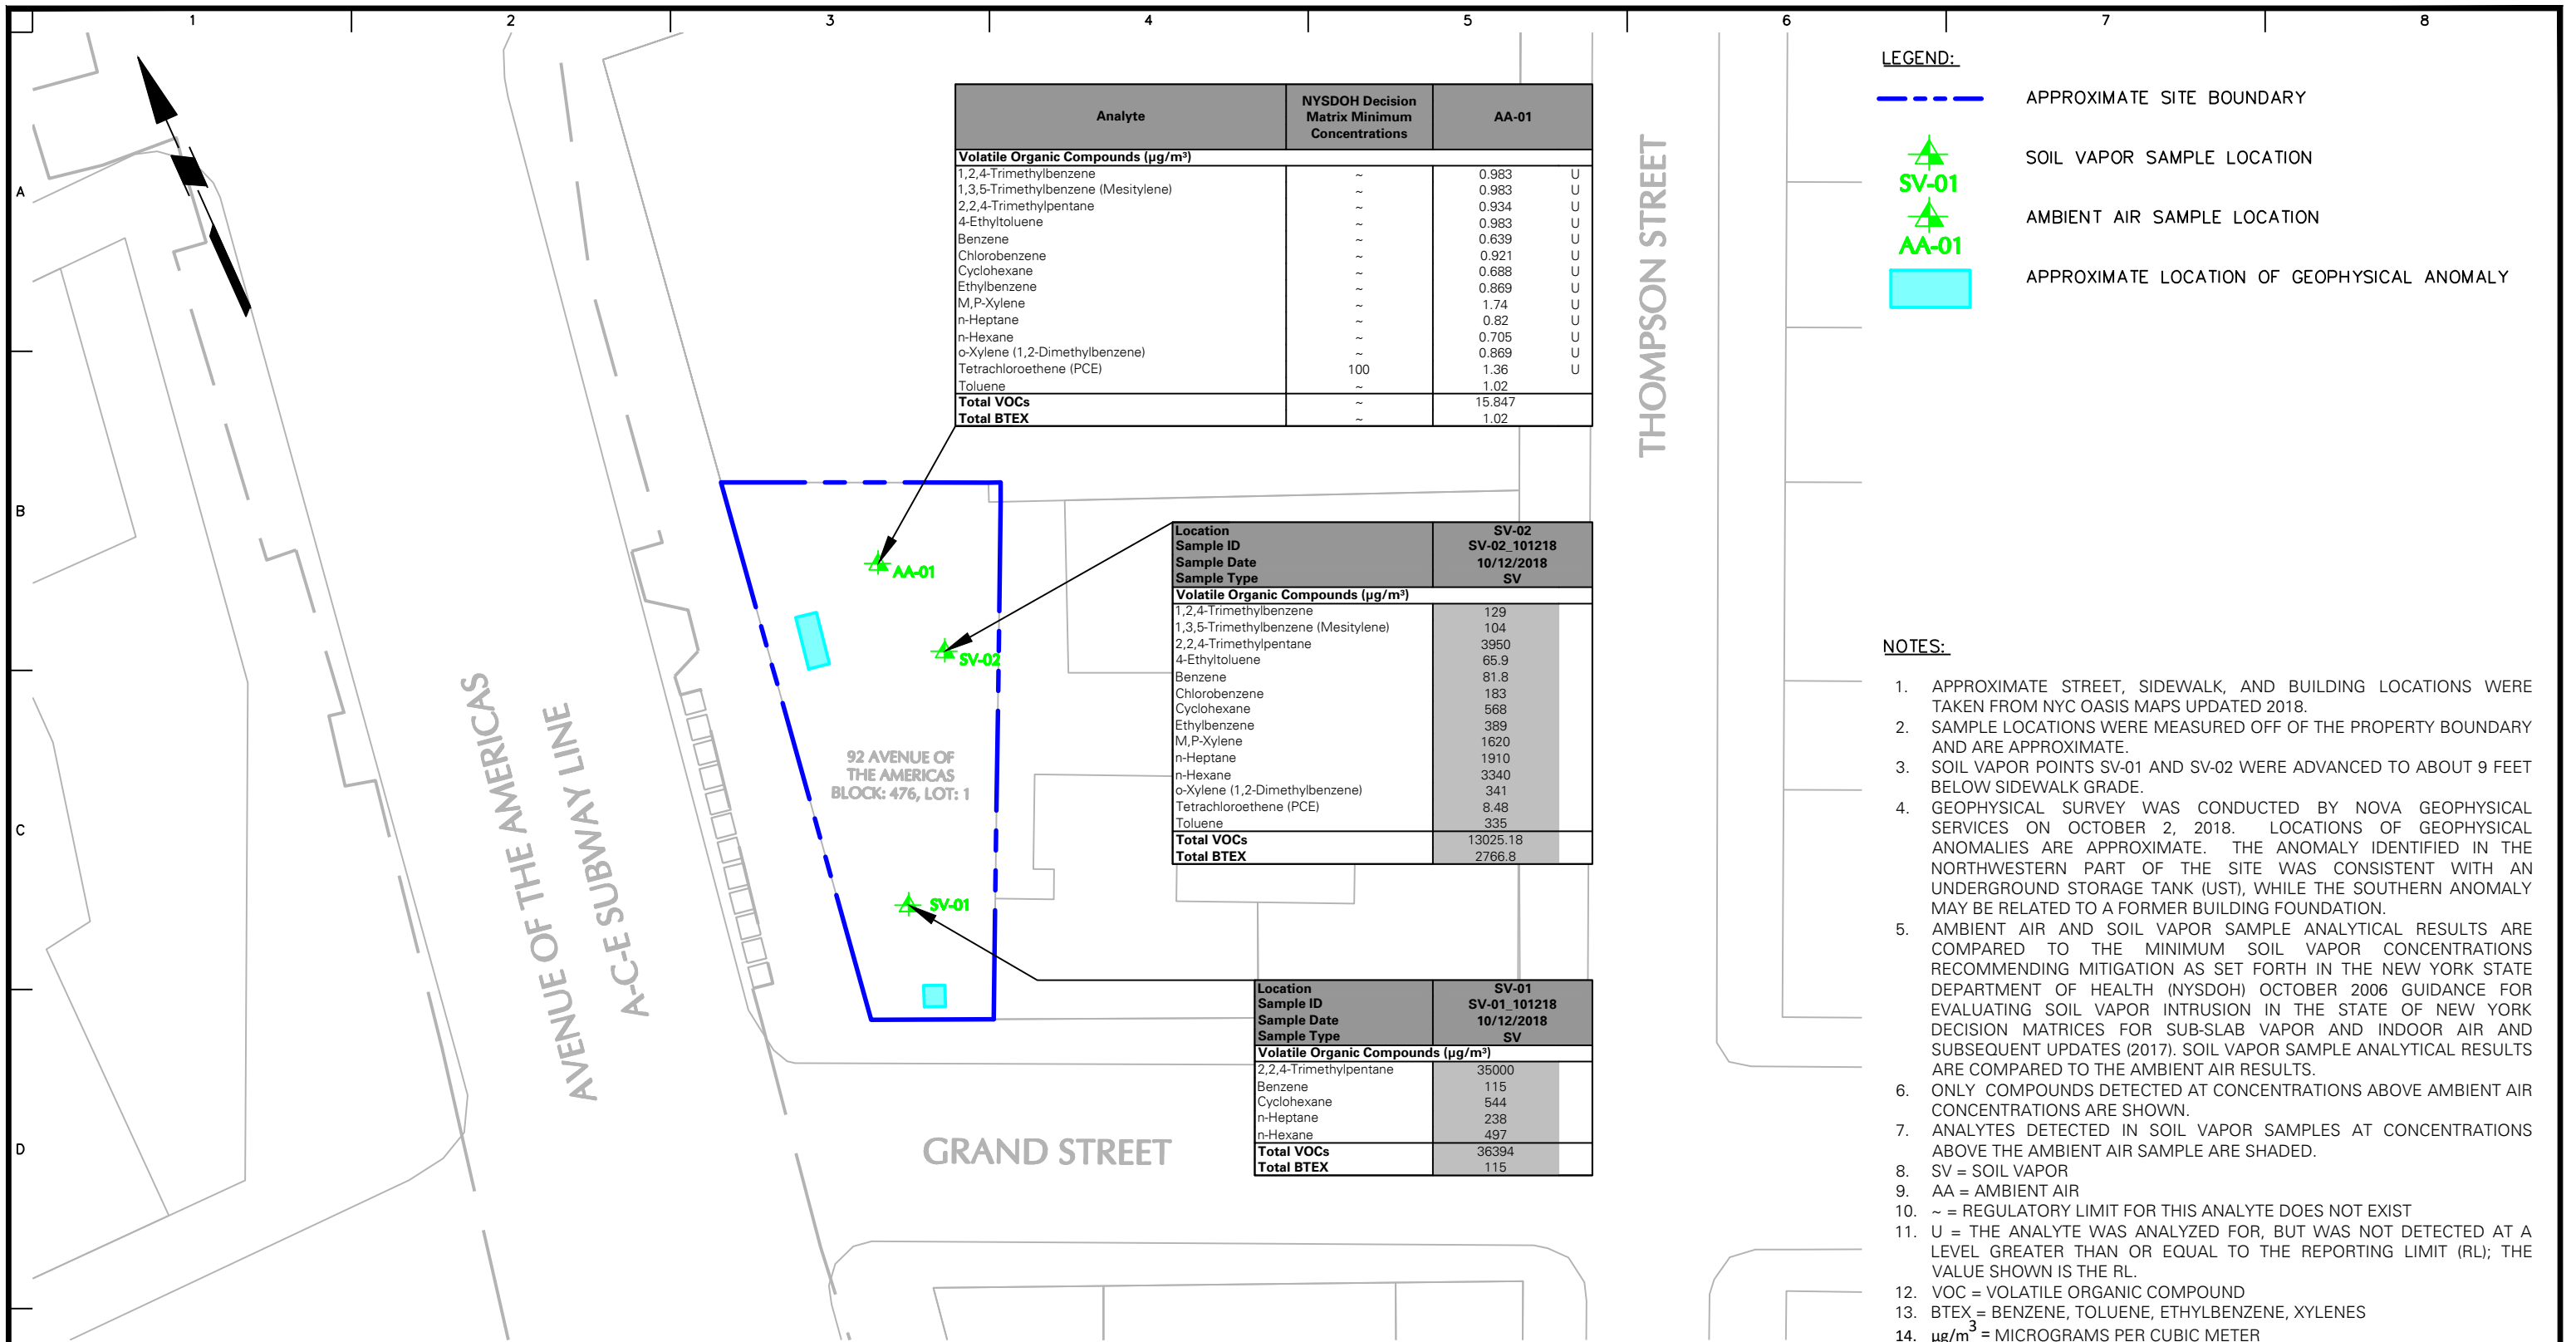 1 2 3 4 5 6 7 8
A
B
C
D
Analyte NYSDOH Decision Matrix Minimum Concentrations AA-01
Volatile Organic Compounds (µg/m³)
1,2,4-Trimethylbenzene ~ 0.983 U
1,3,5-Trimethylbenzene (Mesitylene) ~ 0.983 U
2,2,4-Trimethylpentane ~ 0.934 U
4-Ethyltoluene ~ 0.983 U
Benzene ~ 0.639 U
Chlorobenzene ~ 0.921 U
Cyclohexane ~ 0.688 U
Ethylbenzene ~ 0.869 U
M,P-Xylene ~ 1.74 U
n-Heptane ~ 0.82 U
n-Hexane ~ 0.705 U
o-Xylene (1,2-Dimethylbenzene) ~ 0.869 U
Tetrachloroethene (PCE) 100 1.36 U
Toluene ~ 1.02
Total VOCs ~ 15.847
Total BTEX ~ 1.02
THOMPSON STREET
AA-01
SV-02
SV-01
92 AVENUE OF
THE AMERICAS
BLOCK: 476, LOT: 1
AVENUE OF THE AMERICAS
A-C-E SUBWAY LINE
GRAND STREET
Location SV-02
Sample ID SV-02_101218
Sample Date 10/12/2018
Sample Type SV
Volatile Organic Compounds (µg/m³)
1,2,4-Trimethylbenzene 129
1,3,5-Trimethylbenzene (Mesitylene) 104
2,2,4-Trimethylpentane 3950
4-Ethyltoluene 65.9
Benzene 81.8
Chlorobenzene 183
Cyclohexane 568
Ethylbenzene 389
M,P-Xylene 1620
n-Heptane 1910
n-Hexane 3340
o-Xylene (1,2-Dimethylbenzene) 341
Tetrachloroethene (PCE) 8.48
Toluene 335
Total VOCs 13025.18
Total BTEX 2766.8
Location SV-01
Sample ID SV-01_101218
Sample Date 10/12/2018
Sample Type SV
Volatile Organic Compounds (µg/m³)
2,2,4-Trimethylpentane 35000
Benzene 115
Cyclohexane 544
n-Heptane 238
n-Hexane 497
Total VOCs 36394
Total BTEX 115
LEGEND:
APPROXIMATE SITE BOUNDARY
SOIL VAPOR SAMPLE LOCATION
SV-01
AMBIENT AIR SAMPLE LOCATION
AA-01
APPROXIMATE LOCATION OF GEOPHYSICAL ANOMALY
NOTES:
1. APPROXIMATE STREET, SIDEWALK, AND BUILDING LOCATIONS WERE
TAKEN FROM NYC OASIS MAPS UPDATED 2018.
2. SAMPLE LOCATIONS WERE MEASURED OFF OF THE PROPERTY BOUNDARY
AND ARE APPROXIMATE.
3. SOIL VAPOR POINTS SV-01 AND SV-02 WERE ADVANCED TO ABOUT 9 FEET
BELOW SIDEWALK GRADE.
4. GEOPHYSICAL SURVEY WAS CONDUCTED BY NOVA GEOPHYSICAL
SERVICES ON OCTOBER 2, 2018. LOCATIONS OF GEOPHYSICAL
ANOMALIES ARE APPROXIMATE. THE ANOMALY IDENTIFIED IN THE
NORTHWESTERN PART OF THE SITE WAS CONSISTENT WITH AN
UNDERGROUND STORAGE TANK (UST), WHILE THE SOUTHERN ANOMALY
MAY BE RELATED TO A FORMER BUILDING FOUNDATION.
5. AMBIENT AIR AND SOIL VAPOR SAMPLE ANALYTICAL RESULTS ARE
COMPARED TO THE MINIMUM SOIL VAPOR CONCENTRATIONS
RECOMMENDING MITIGATION AS SET FORTH IN THE NEW YORK STATE
DEPARTMENT OF HEALTH (NYSDOH) OCTOBER 2006 GUIDANCE FOR
EVALUATING SOIL VAPOR INTRUSION IN THE STATE OF NEW YORK
DECISION MATRICES FOR SUB-SLAB VAPOR AND INDOOR AIR AND
SUBSEQUENT UPDATES (2017). SOIL VAPOR SAMPLE ANALYTICAL RESULTS
ARE COMPARED TO THE AMBIENT AIR RESULTS.
6. ONLY COMPOUNDS DETECTED AT CONCENTRATIONS ABOVE AMBIENT AIR
CONCENTRATIONS ARE SHOWN.
7. ANALYTES DETECTED IN SOIL VAPOR SAMPLES AT CONCENTRATIONS
ABOVE THE AMBIENT AIR SAMPLE ARE SHADED.
8. SV = SOIL VAPOR
9. AA = AMBIENT AIR
10. ~ = REGULATORY LIMIT FOR THIS ANALYTE DOES NOT EXIST
11. U = THE ANALYTE WAS ANALYZED FOR, BUT WAS NOT DETECTED AT A
LEVEL GREATER THAN OR EQUAL TO THE REPORTING LIMIT (RL); THE
VALUE SHOWN IS THE RL.
12. VOC = VOLATILE ORGANIC COMPOUND
13. BTEX = BENZENE, TOLUENE, ETHYLBENZENE, XYLENES
14. µg/m³ = MICROGRAMS PER CUBIC METER